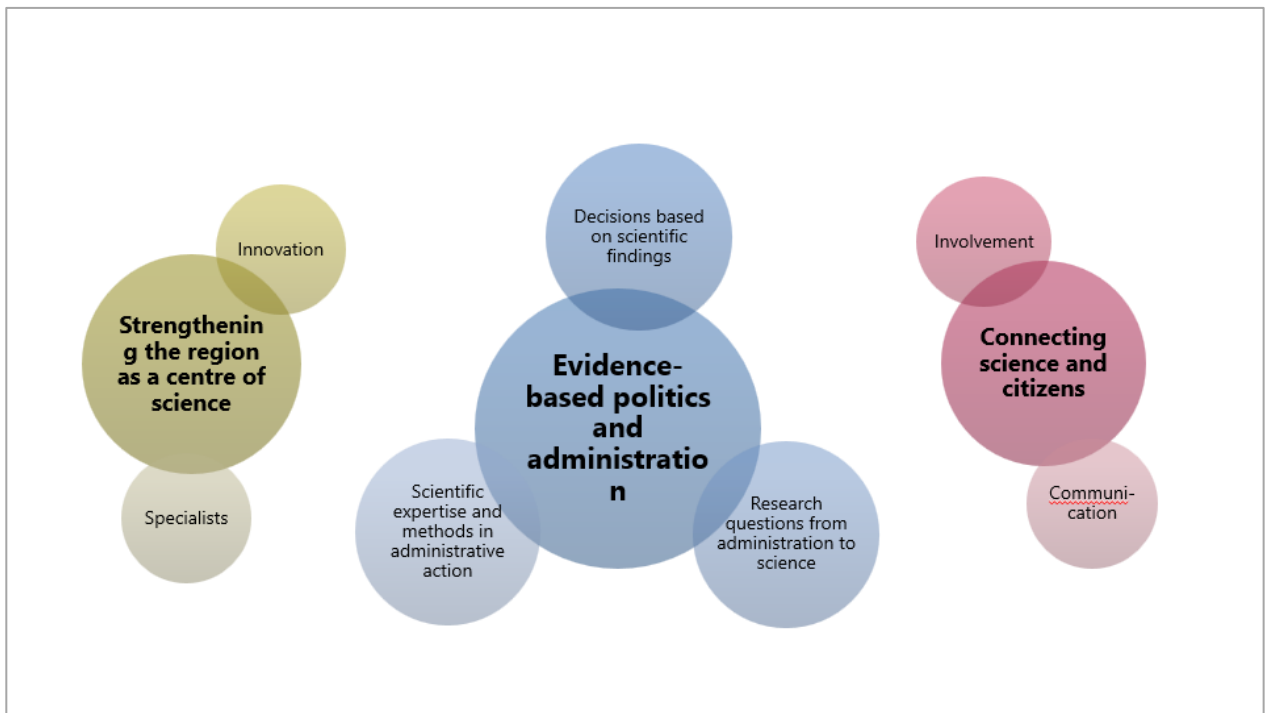 Innovation
Strengthenin
g the region
as a centre of
science
Specialists
Decisions based
on scientific
findings
Evidence-
based politics
and
administratio
n
Scientific
expertise and
methods in
administrative
action
Research
questions from
administration to
science
Involvement
Connecting
science and
citizens
Communi-
cation